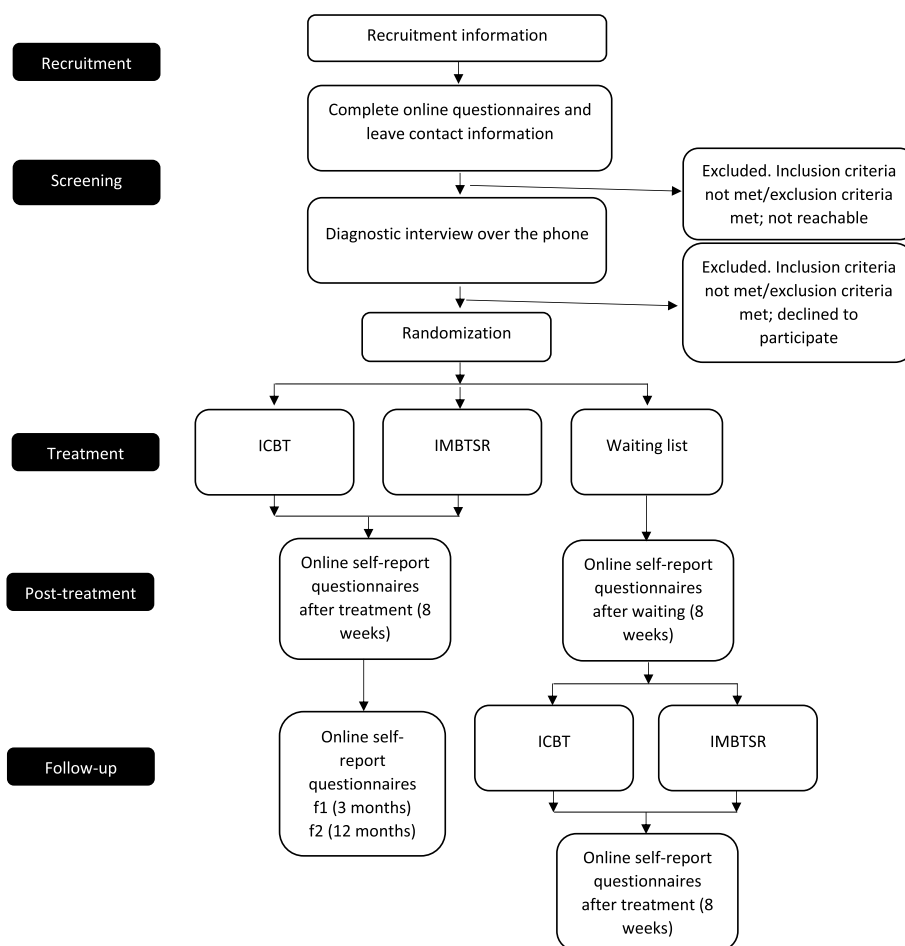 Recruitment information
Recruitment
Complete online questionnaires and
leave contact information
Screening
Excluded. Inclusion criteria
not met/exclusion criteria
met; not reachable
Diagnostic interview over the phone
Excluded. Inclusion criteria
not met/exclusion criteria
met; declined to
participate
Randomization
Treatment
ICBT
IMBTSR
Waiting list
Post-treatment
Online self-report
questionnaires
after treatment (8
weeks)
Online self-report
questionnaires
after waiting (8
weeks)
Follow-up
Online self-
report
questionnaires
f1 (3 months)
f2 (12 months)
ICBT
IMBTSR
Online self-report
questionnaires
after treatment (8
weeks)